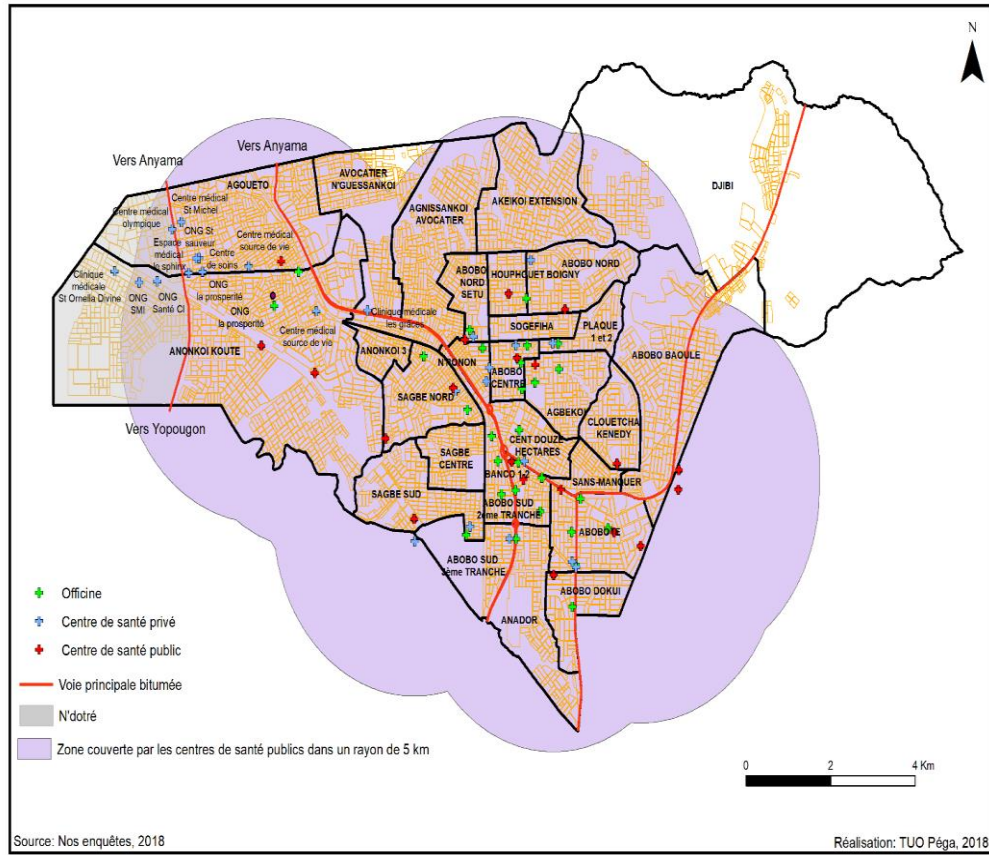 N
Vers Anyama
Vers Anyama
AGOUETO
AVOCATIER
N'GUESSANKOI
DJIBI
Centre médical
St Michel
Centre médical
olympique
AGNISSANKOI
AVOCATIER
AKEIKOI EXTENSION
ONG St
sauveur
Centre médical
source de vie
Espace
médical
le sphinx
Centre
de soins
ABOBO
NORD
SETU
HOUPHOUET BOIGNY
ABOBO NORD
Clinique
médicale
St Ornella Divine
ONG
SMI
ONG
Santé CI
ONG
la prosperité
ONG
la prosperité
Clinique médicale
les glaces
Centre médical
source de vie
SOGEFIHA
PLAQUE
1 et 2
ANONKOI KOUTE
ANONKOI 3
N'PONON
ABOBO BAOULE
ABOBO
CENTRE
SAGBE NORD
AGBEKOI
CLOUETCHA
KENEDY
Vers Yopougon
CENT DOUZE
HECTARES
SAGBE
CENTRE
BANCO 1-2
SANS-MANQUER
SAGBE SUD
ABOBO SUD
2ème TRANCHE
ABOBO TE
ABOBO SUD
3ème TRANCHE
ABOBO DOKUI
ANADOR
Officine
Centre de santé privé
Centre de santé public
Voie principale bitumée
N'dotré
Zone couverte par les centres de santé publics dans un rayon de 5 km
0 2 4 Km
Source: Nos enquêtes, 2018
Réalisation: TUO Péga, 2018